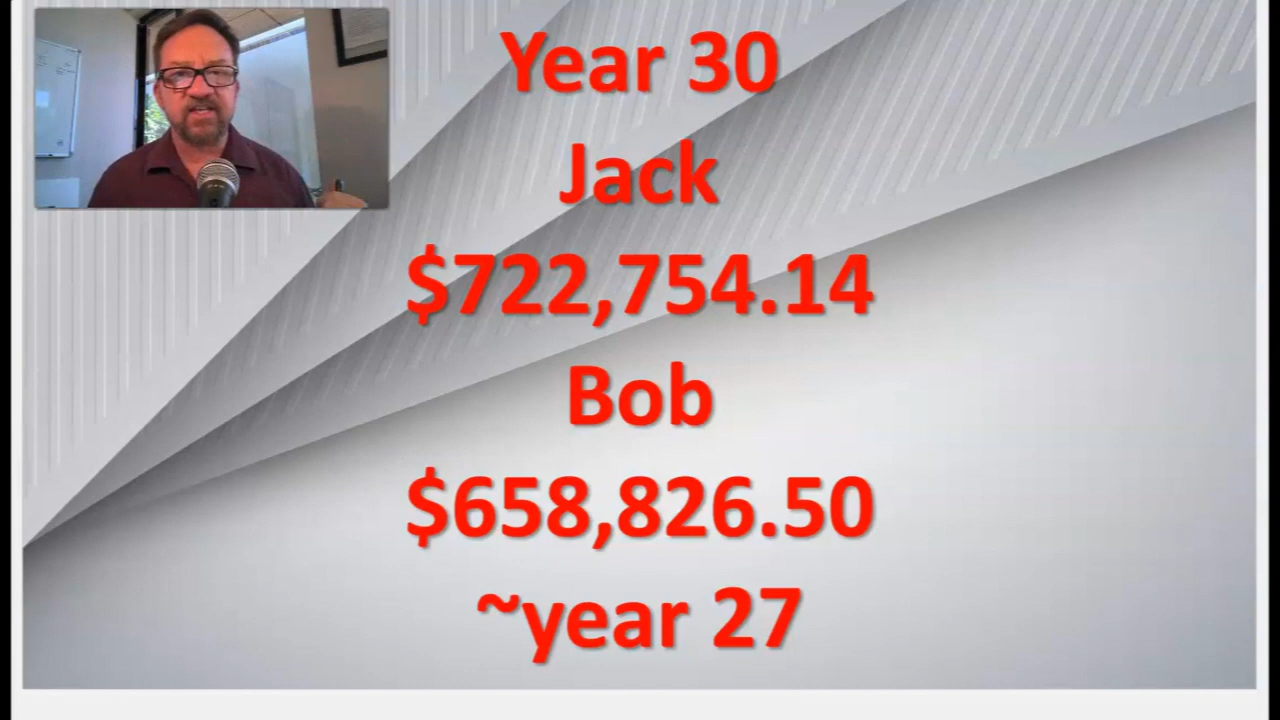 Year 30
Jack
$722,754.14
Bob
$658,826.50
~year 27